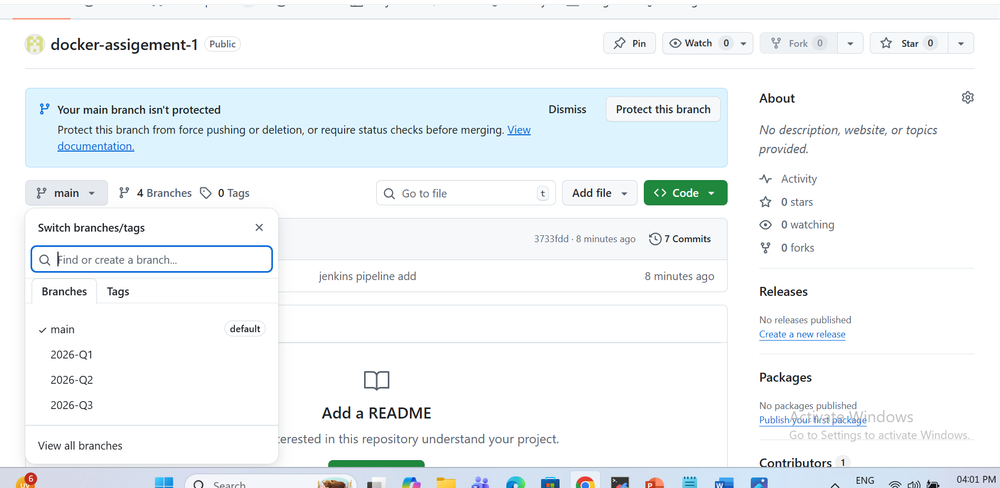 docker-assigement-1 Public
Pin
Watch 0
Fork 0
Star 0
Your main branch isn't protected
Protect this branch from force pushing or deletion, or require status checks before merging. View
documentation.
Dismiss
Protect this branch
main
4 Branches
0 Tags
Go to file
t
Add file
Code
Switch branches/tags
Find or create a branch...
Branches
Tags
main default
2026-Q1
2026-Q2
2026-Q3
View all branches
3733fdd · 8 minutes ago
7 Commits
jenkins pipeline add
8 minutes ago
Add a README
terested in this repository understand your project.
About
No description, website, or topics
provided.
Activity
0 stars
0 watching
0 forks
Releases
No releases published
Create a new release
Packages
No packages published
Publish your first package
Activate Windows
Go to Settings to activate Windows.
Contributors 1
UV
6
Search
ENG
04:01 PM